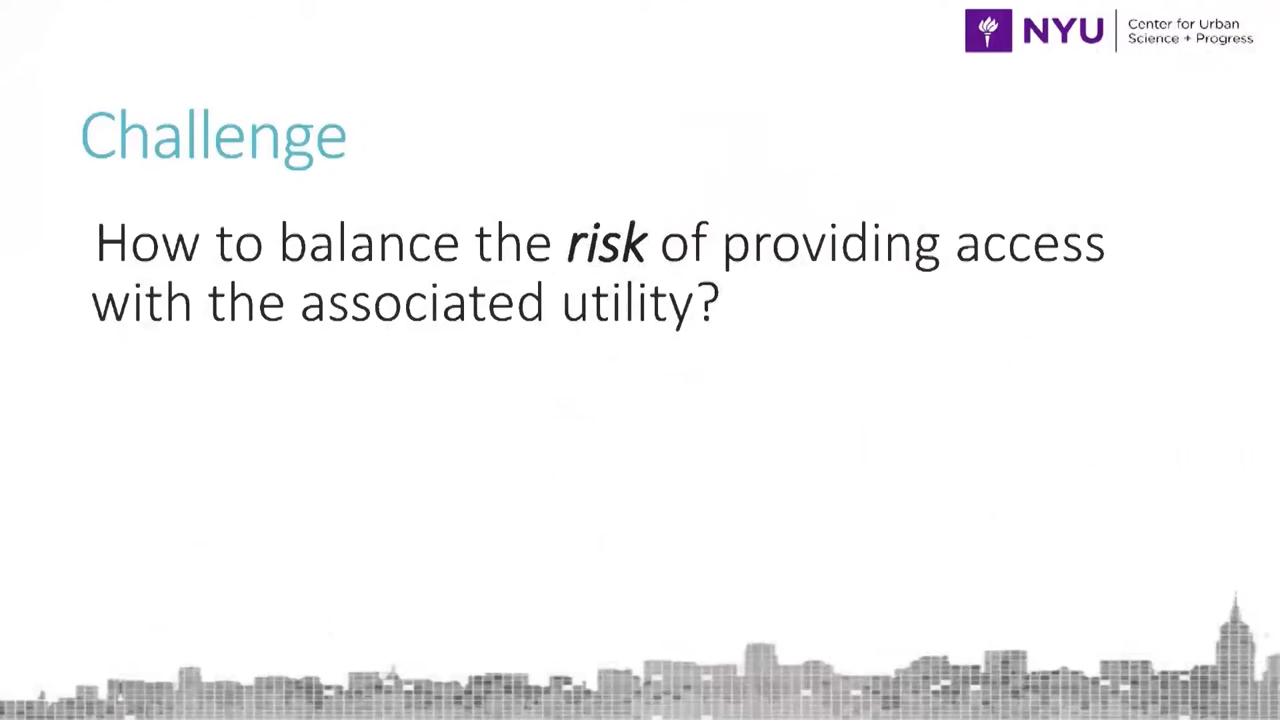 NYU
Center for Urban
Science + Progress
Challenge
How to balance the risk of providing access
with the associated utility?